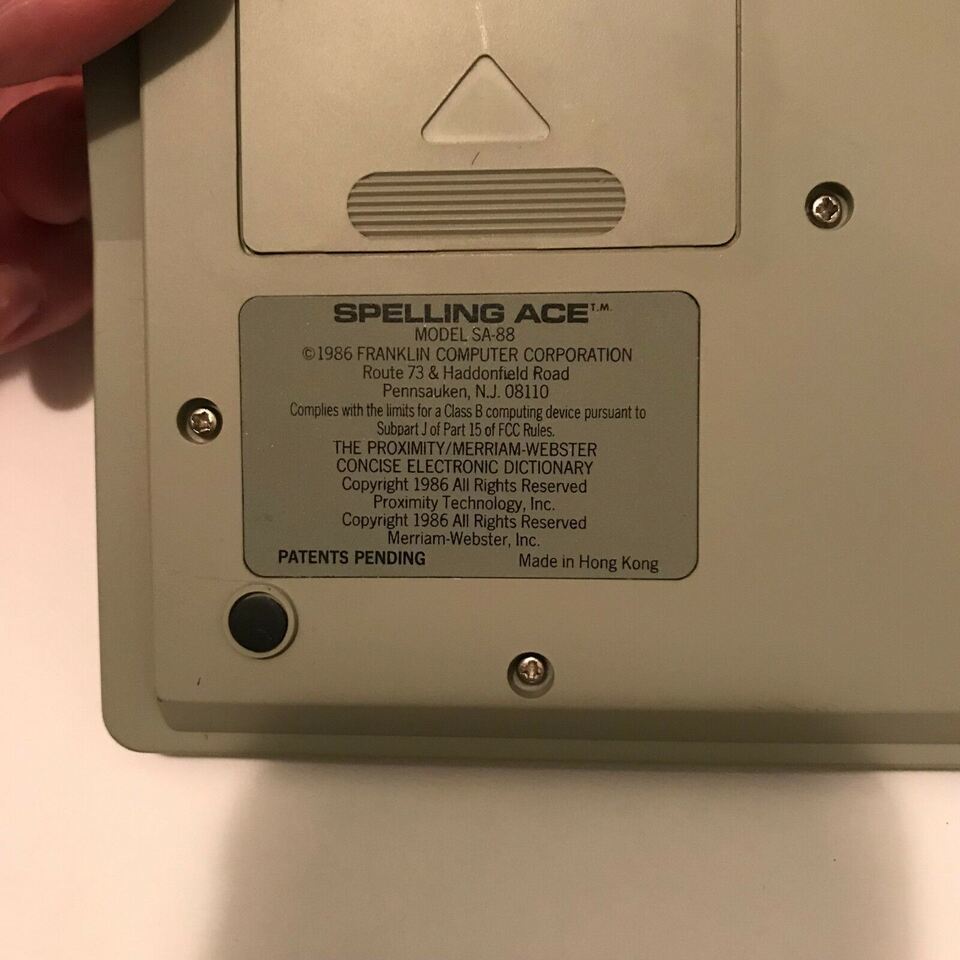 SPELLING ACE T.M.
MODEL SA-88
©1986 FRANKLIN COMPUTER CORPORATION
Route 73 & Haddonfield Road
Pennsauken, N.J. 08110
Complies with the limits for a Class B computing device pursuant to
Subpart J of Part 15 of FCC Rules.
THE PROXIMITY/MERRIAM-WEBSTER
CONCISE ELECTRONIC DICTIONARY
Copyright 1986 All Rights Reserved
Proximity Technology, Inc.
Copyright 1986 All Rights Reserved
Merriam-Webster, Inc.
PATENTS PENDING Made in Hong Kong